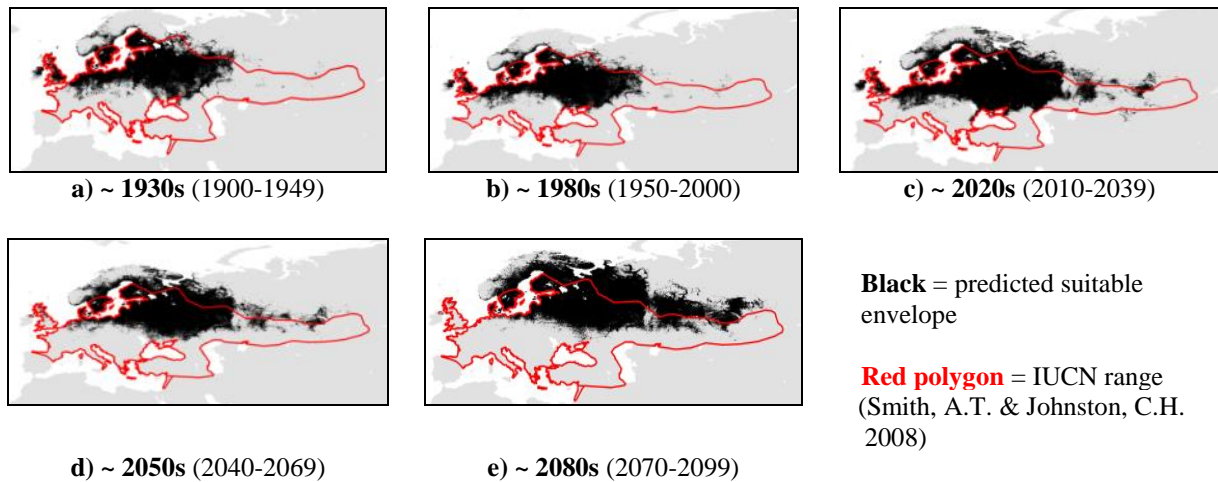 a) ~ 1930s (1900-1949)
b) ~ 1980s (1950-2000)
c) ~ 2020s (2010-2039)
d) ~ 2050s (2040-2069)
e) ~ 2080s (2070-2099)
Black = predicted suitable
envelope
Red polygon = IUCN range
(Smith, A.T. & Johnston, C.H.
2008)